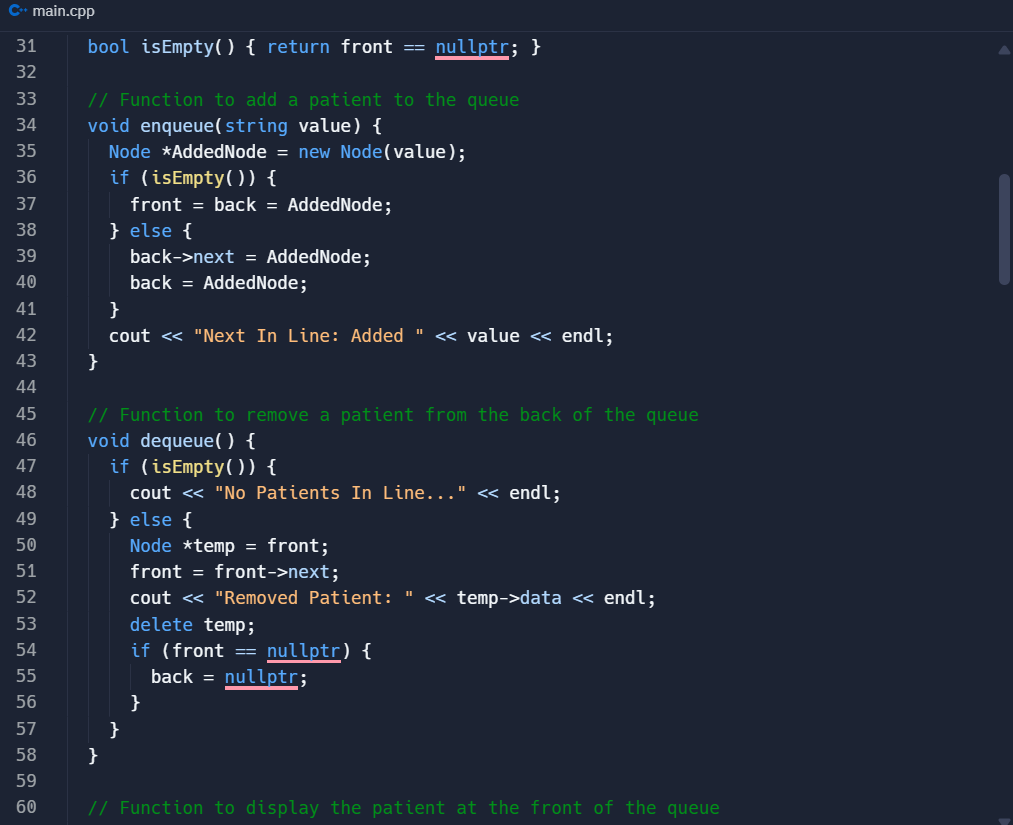 main.cpp
31 bool isEmpty() { return front == nullptr; }
32
33 // Function to add a patient to the queue
34 void enqueue(string value) {
35 Node *AddedNode = new Node(value);
36 if (isEmpty()) {
37 front = back = AddedNode;
38 } else {
39 back->next = AddedNode;
40 back = AddedNode;
41 }
42 cout << "Next In Line: Added " << value << endl;
43 }
44
45 // Function to remove a patient from the back of the queue
46 void dequeue() {
47 if (isEmpty()) {
48 cout << "No Patients In Line..." << endl;
49 } else {
50 Node *temp = front;
51 front = front->next;
52 cout << "Removed Patient: " << temp->data << endl;
53 delete temp;
54 if (front == nullptr) {
55 back = nullptr;
56 }
57 }
58 }
59
60 // Function to display the patient at the front of the queue